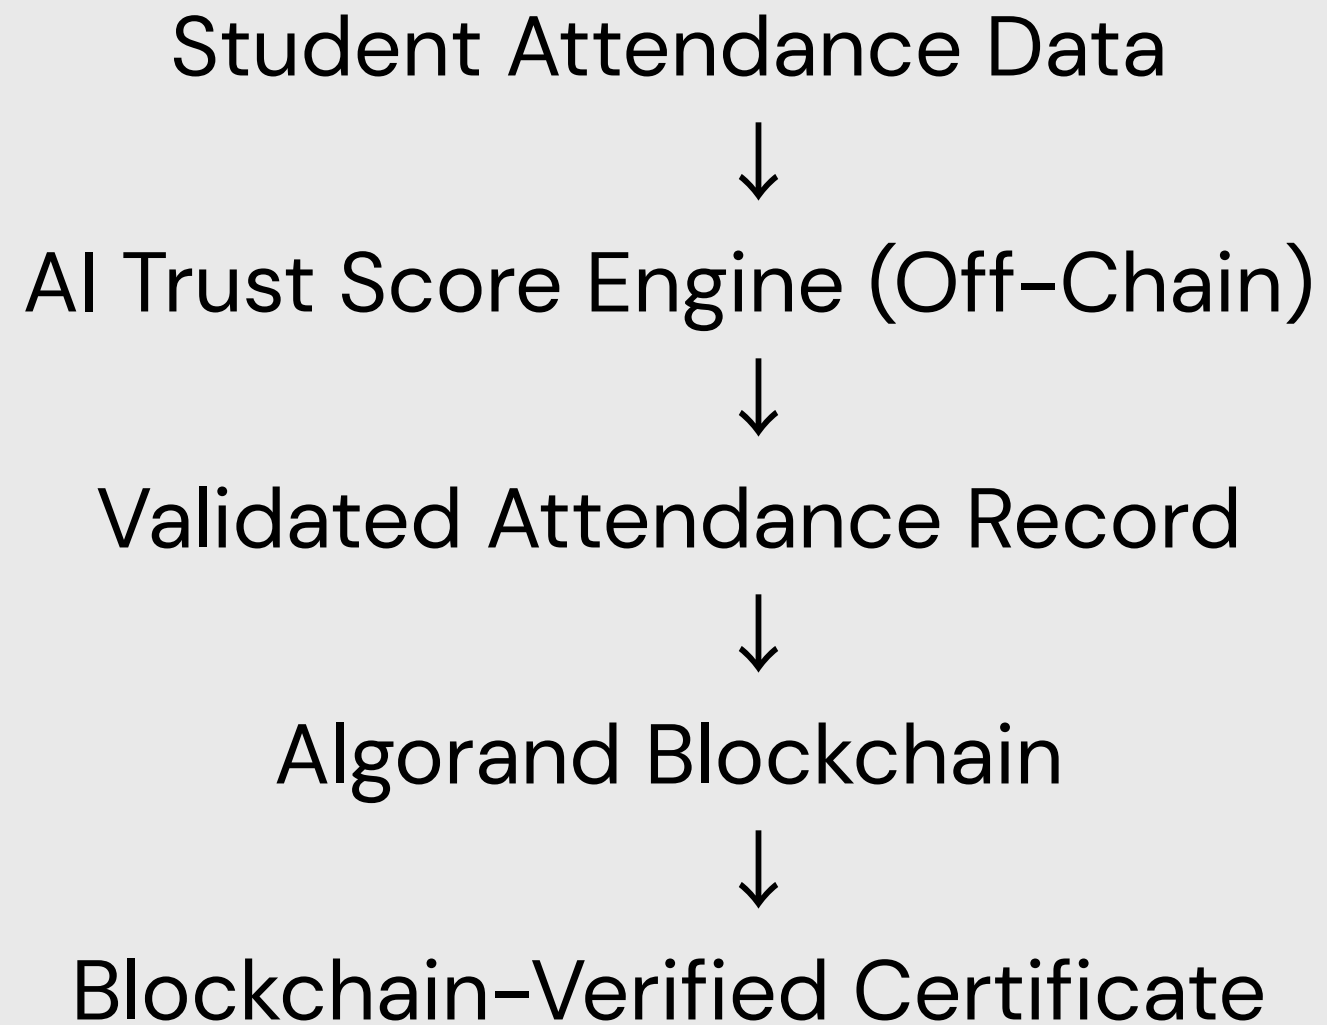 Student Attendance Data
↓
AI Trust Score Engine (Off-Chain)
↓
Validated Attendance Record
↓
Algorand Blockchain
↓
Blockchain-Verified Certificate